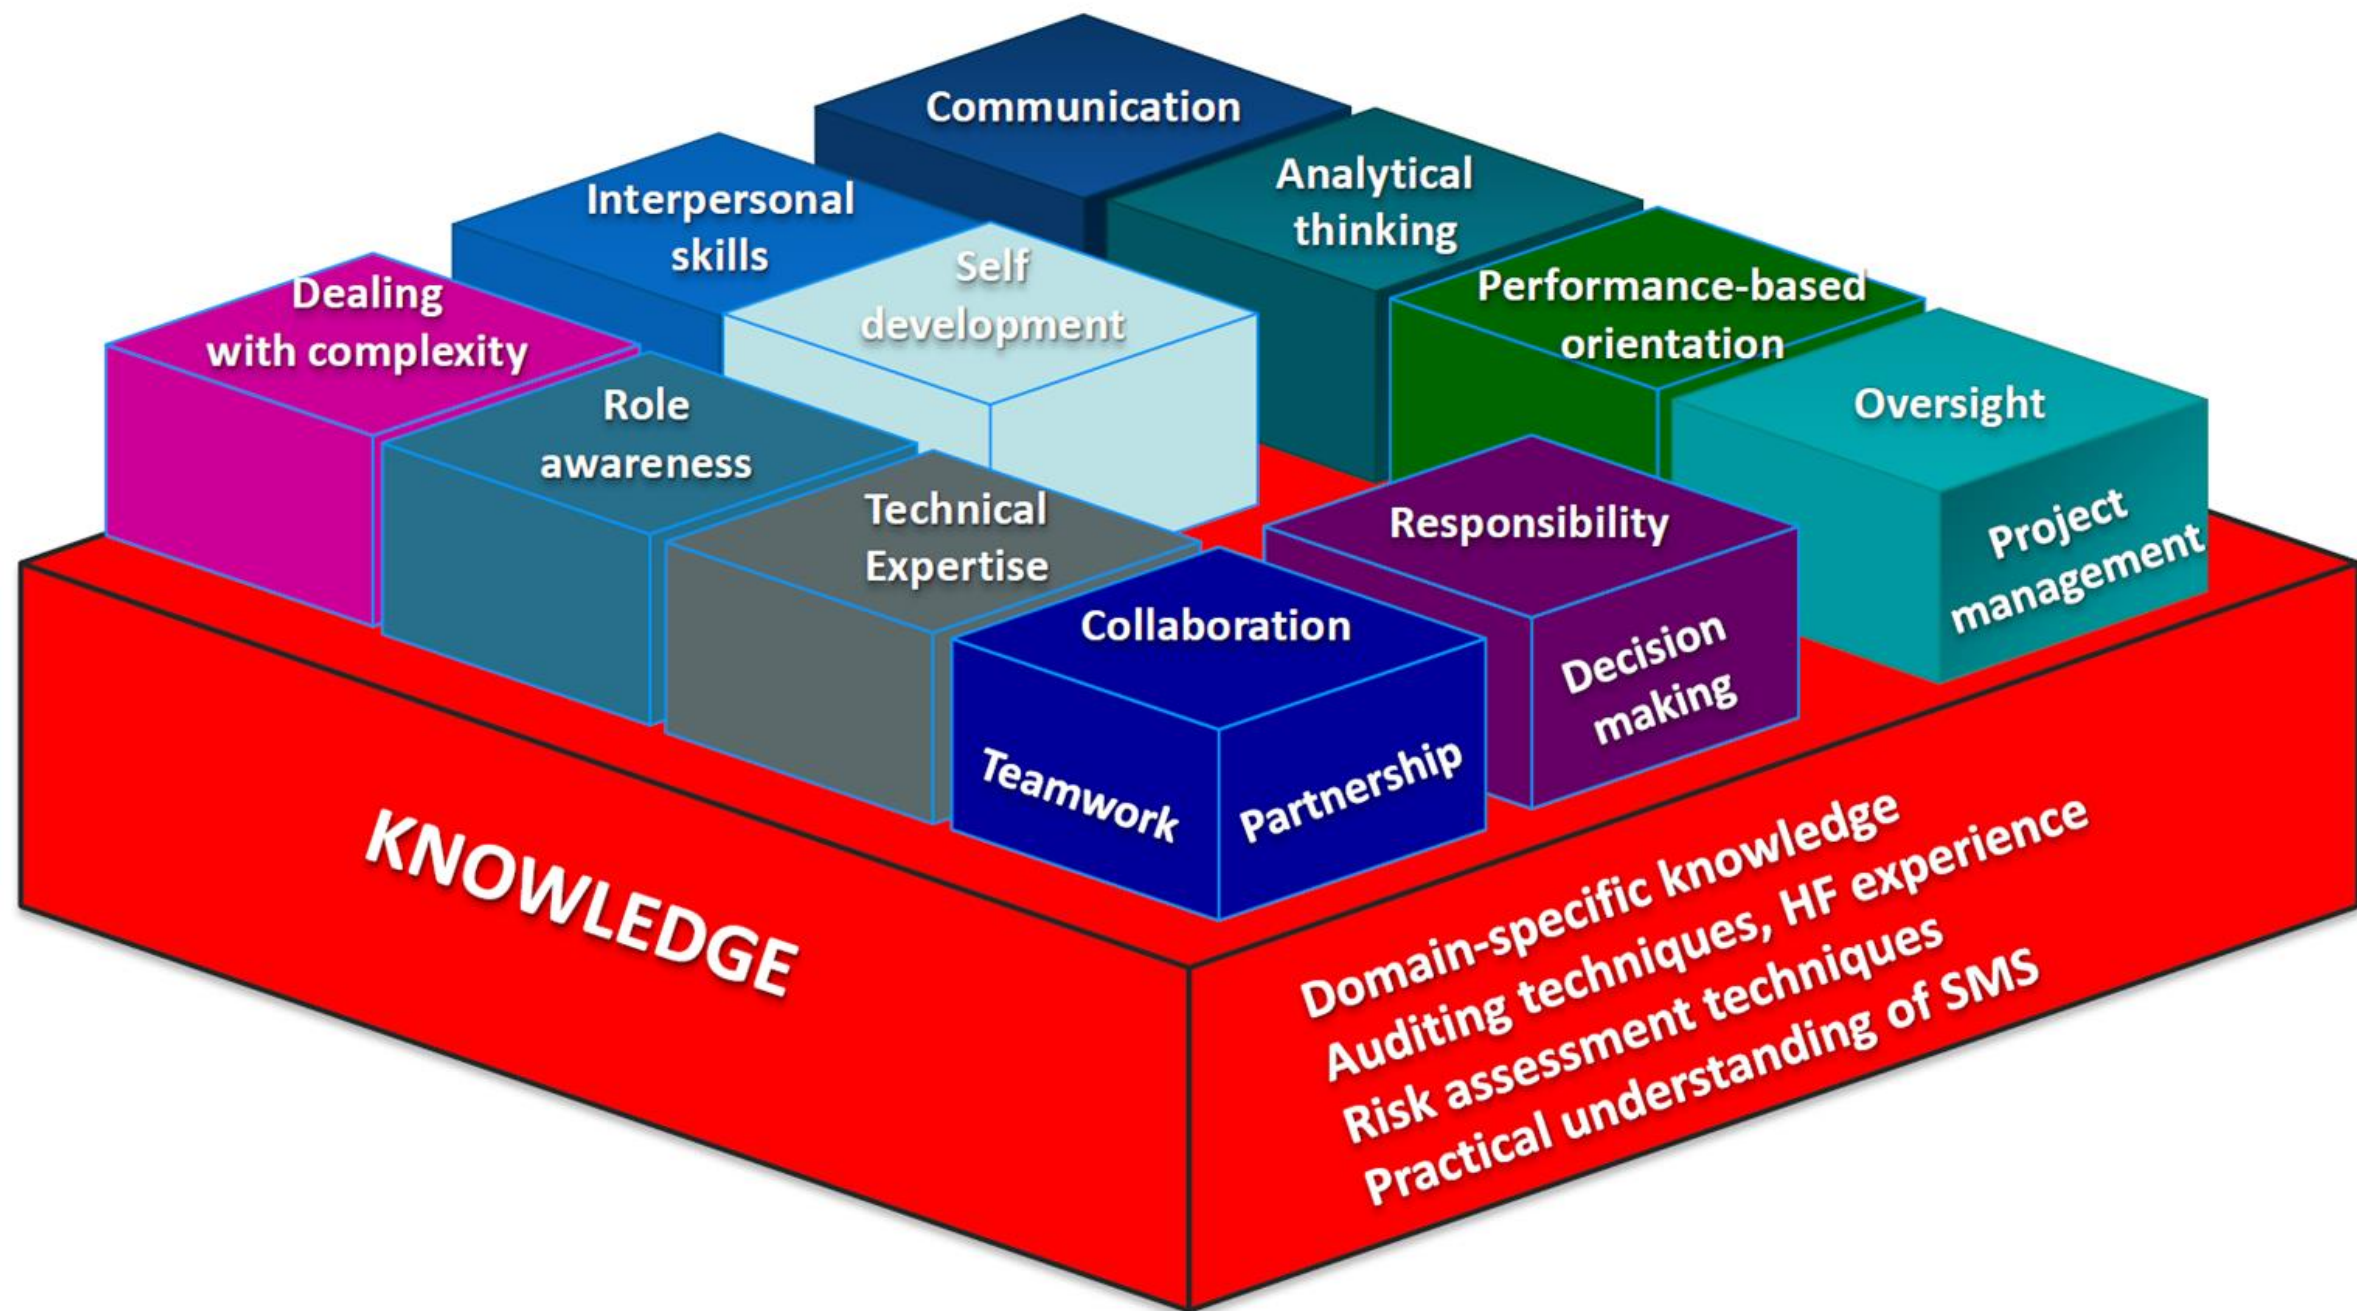 Communication
Analytical
thinking
Interpersonal
skills
Self
development
Performance-based
orientation
Dealing
with complexity
Role
awareness
Oversight
Project
management
Technical
Expertise
Responsibility
Decision
making
Collaboration
Teamwork
Partnership
KNOWLEDGE
Domain-specific knowledge
Auditing techniques, HF experience
Risk assessment techniques
Practical understanding of SMS